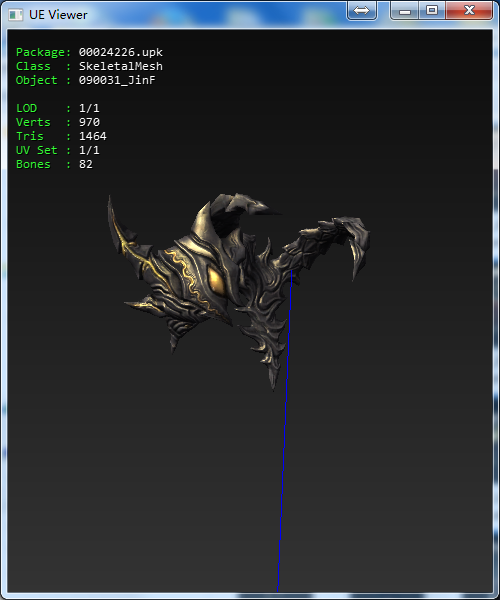 UE Viewer
Package: 00024226.upk
Class : SkeletalMesh
Object : 090031_JinF
LOD : 1/1
Verts : 970
Tris : 1464
UV Set : 1/1
Bones : 82